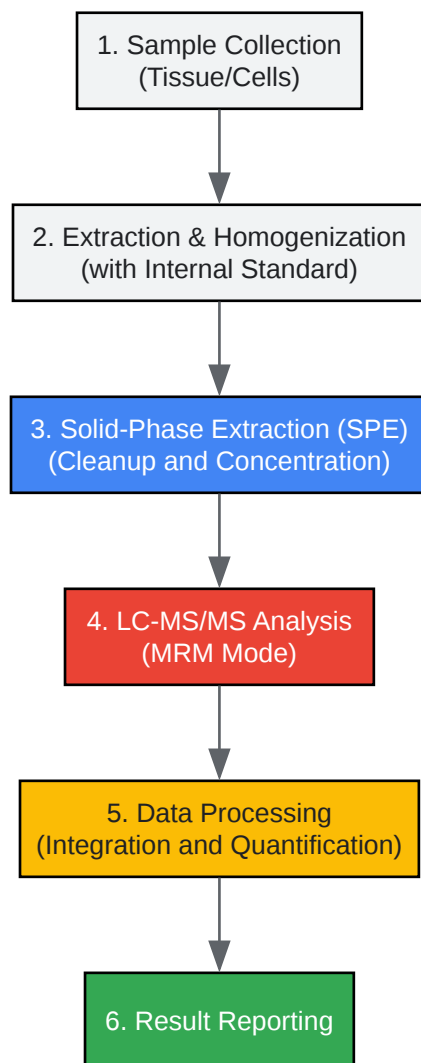 1. Sample Collection
(Tissue/Cells)
2. Extraction & Homogenization
(with Internal Standard)
3. Solid-Phase Extraction (SPE)
(Cleanup and Concentration)
4. LC-MS/MS Analysis
(MRM Mode)
5. Data Processing
(Integration and Quantification)
6. Result Reporting